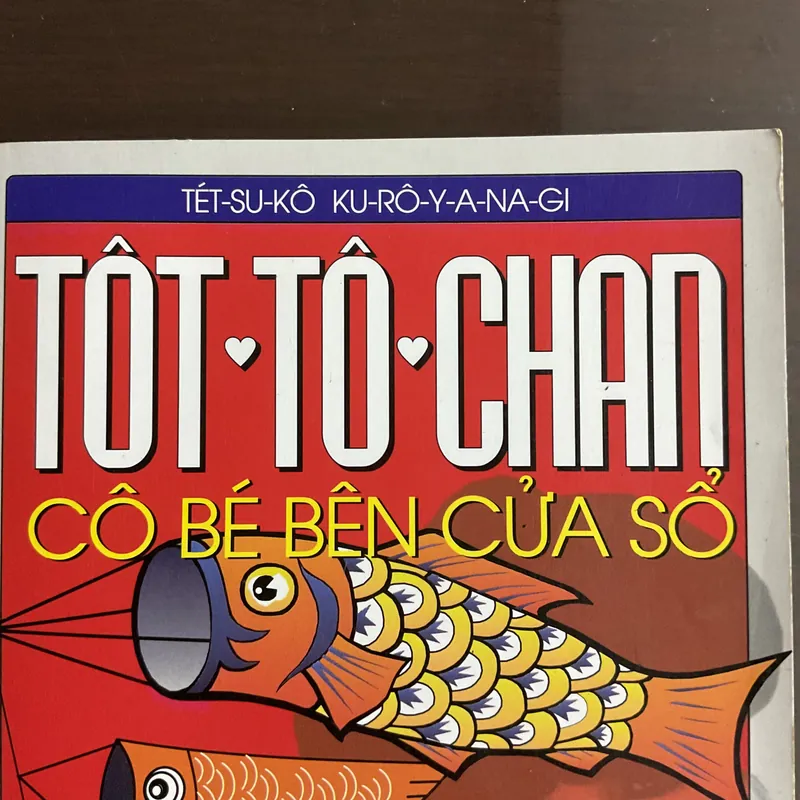 TÉT-SU-KÔ KU-RÔ-Y-A-NA-GI
TÔT•TÔ•CHAN
CÔ BÉ BÊN CỬA SỔ